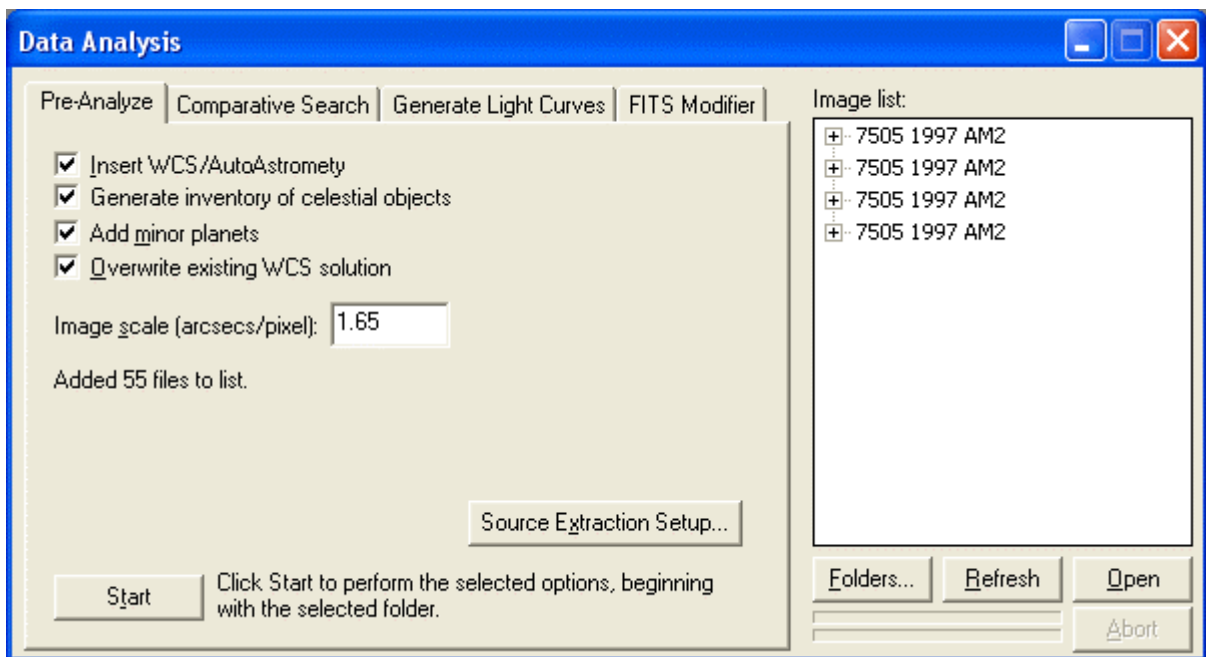 Data Analysis
Pre-Analyze
Comparative Search
Generate Light Curves
FITS Modifier
Insert WCS/AutoAstromety
Generate inventory of celestial objects
Add minor planets
Overwrite existing WCS solution
Image scale (arcsecs/pixel): 1.65
Added 55 files to list.
Source Extraction Setup...
Start
Click Start to perform the selected options, beginning
with the selected folder.
Image list:
7505 1997 AM2
7505 1997 AM2
7505 1997 AM2
7505 1997 AM2
Folders...
Refresh
Open
Abort